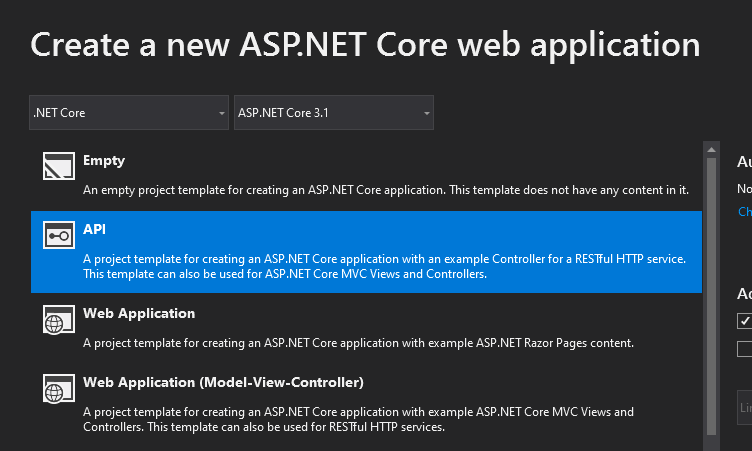 Create a new ASP.NET Core web application
.NET Core
ASP.NET Core 3.1
Empty
An empty project template for creating an ASP.NET Core application. This template does not have any content in it.
API
A project template for creating an ASP.NET Core application with an example Controller for a RESTful HTTP service.
This template can also be used for ASP.NET Core MVC Views and Controllers.
Web Application
A project template for creating an ASP.NET Core application with example ASP.NET Razor Pages content.
Web Application (Model-View-Controller)
A project template for creating an ASP.NET Core application with example ASP.NET Core MVC Views and
Controllers. This template can also be used for RESTful HTTP services.
Au
No
Ch
Ad
Lin